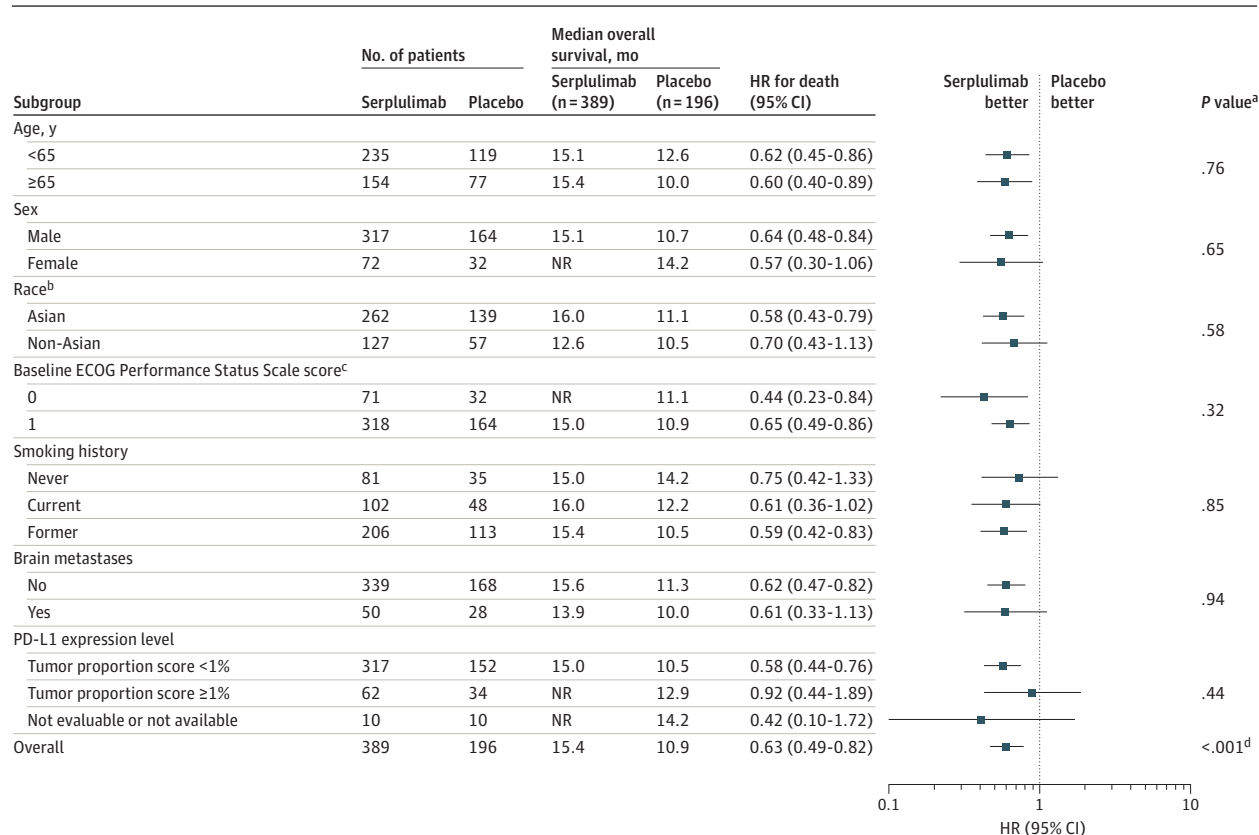 No. of patients Median overall survival, mo
Subgroup Serplulimab Placebo Serplulimab (n = 389) Placebo (n = 196) HR for death (95% CI) Serplulimab better Placebo better P valueᵃ
Age, y
<65 235 119 15.1 12.6 0.62 (0.45-0.86)
.76
≥65 154 77 15.4 10.0 0.60 (0.40-0.89)
Sex
Male 317 164 15.1 10.7 0.64 (0.48-0.84)
.65
Female 72 32 NR 14.2 0.57 (0.30-1.06)
Raceᵇ
Asian 262 139 16.0 11.1 0.58 (0.43-0.79)
.58
Non-Asian 127 57 12.6 10.5 0.70 (0.43-1.13)
Baseline ECOG Performance Status Scale scoreᶜ
0 71 32 NR 11.1 0.44 (0.23-0.84)
.32
1 318 164 15.0 10.9 0.65 (0.49-0.86)
Smoking history
Never 81 35 15.0 14.2 0.75 (0.42-1.33)
Current 102 48 16.0 12.2 0.61 (0.36-1.02) .85
Former 206 113 15.4 10.5 0.59 (0.42-0.83)
Brain metastases
No 339 168 15.6 11.3 0.62 (0.47-0.82)
.94
Yes 50 28 13.9 10.0 0.61 (0.33-1.13)
PD-L1 expression level
Tumor proportion score <1% 317 152 15.0 10.5 0.58 (0.44-0.76)
Tumor proportion score ≥1% 62 34 NR 12.9 0.92 (0.44-1.89) .44
Not evaluable or not available 10 10 NR 14.2 0.42 (0.10-1.72)
Overall 389 196 15.4 10.9 0.63 (0.49-0.82) <.001ᵈ
0.1 1 10
HR (95% CI)